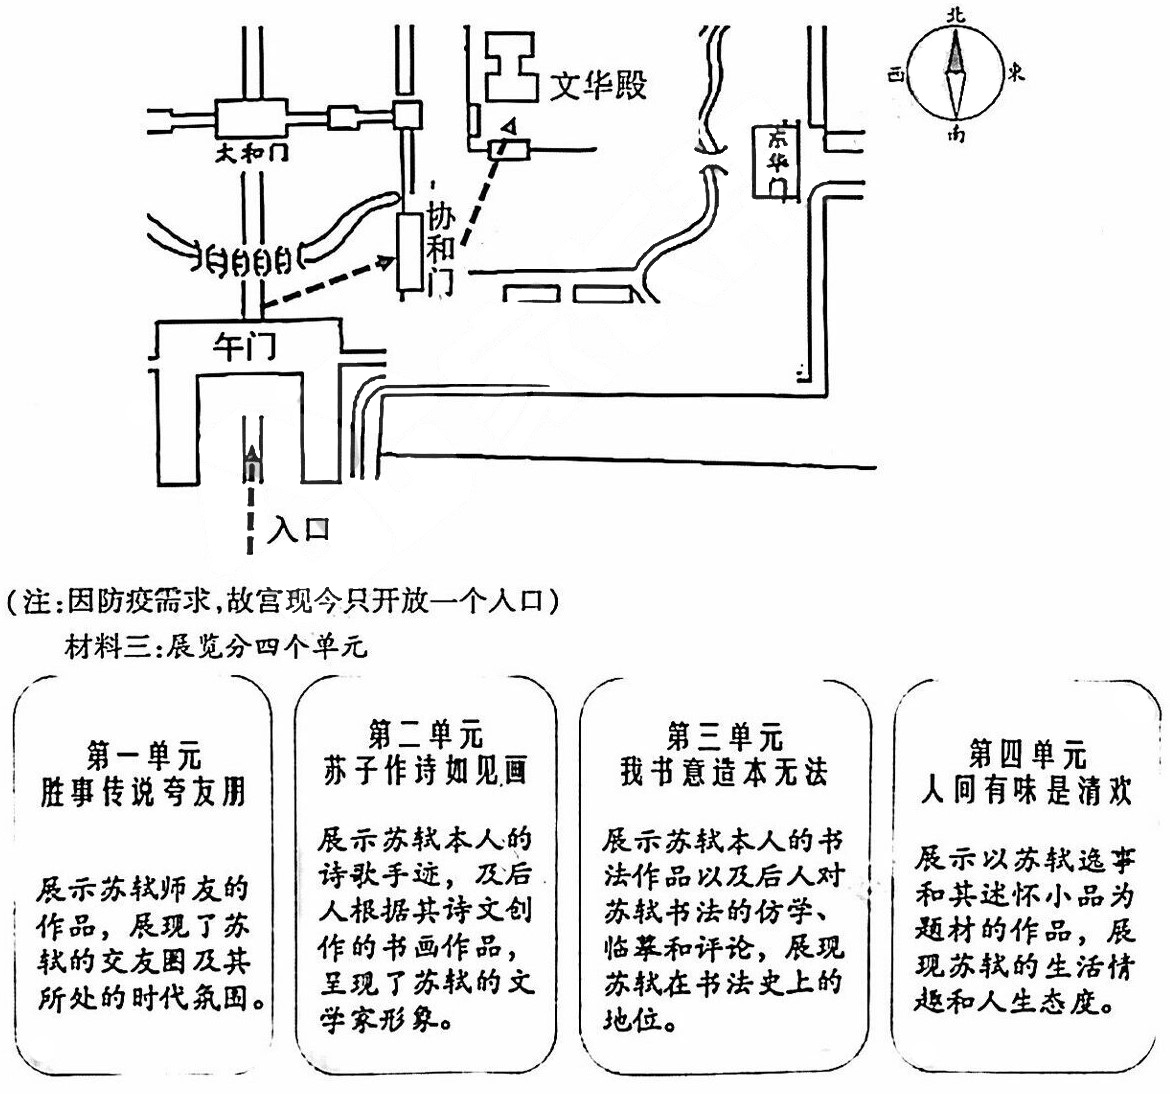 北
西
东
南
文华殿
东华门
太和门
协和门
午门
入口
(注:因防疫需求,故宫现今只开放一个入口)
材料三:展览分四个单元
第一单元
胜事传说夸友朋
展示苏轼师友的
作品，展现了苏
轼的交友圈及其
所处的时代氛围。
第二单元
苏子作诗如见画
展示苏轼本人的
诗歌手迹，及后
人根据其诗文创
作的书画作品，
呈现了苏轼的文
学家形象。
第三单元
我书意造本无法
展示苏轼本人的书
法作品以及后人对
苏轼书法的仿学、
临摹和评论，展现
苏轼在书法史上的
地位。
第四单元
人间有味是清欢
展示以苏轼逸事
和其述怀小品为
题材的作品，展
现苏轼的生活情
趣和人生态度。